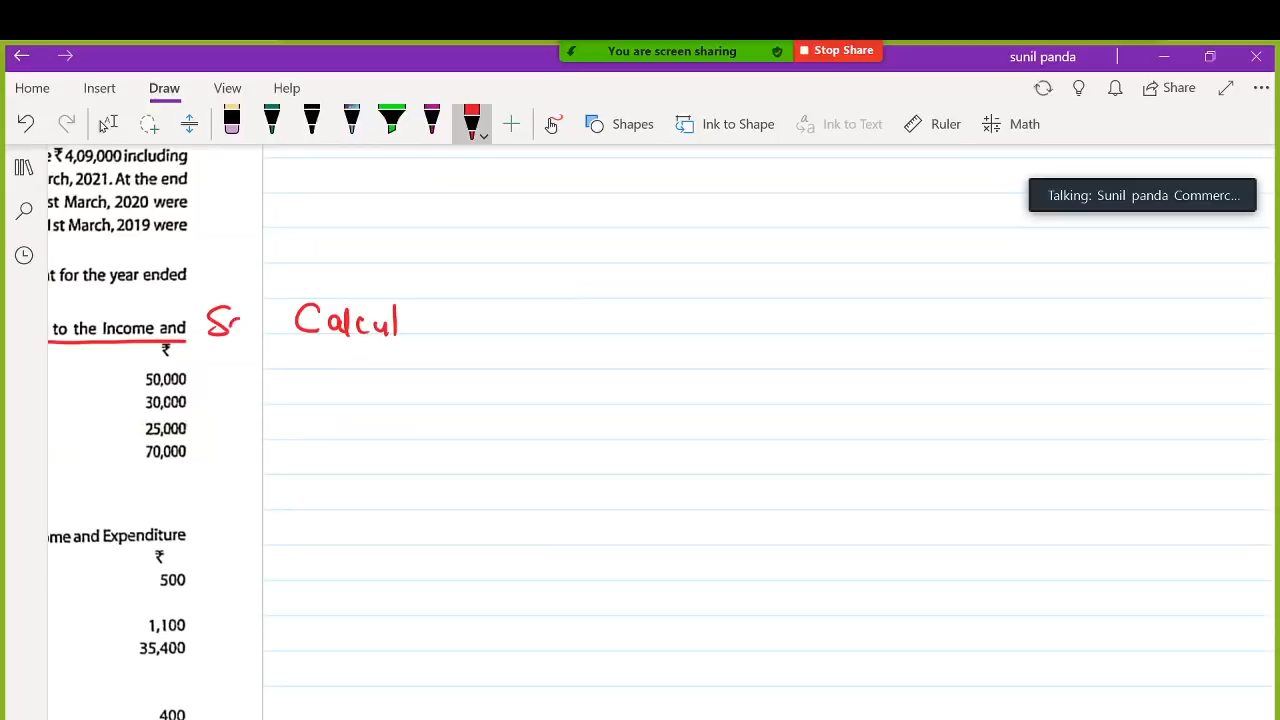 You are screen sharing
Stop Share
sunil panda
Home Insert Draw View Help
Share
Shapes Ink to Shape Ink to Text Ruler Math
Talking: Sunil panda Commerc...
e ₹ 4,09,000 including
rch, 2021. At the end
st March, 2020 were
1st March, 2019 were
t for the year ended
to the Income and
₹
50,000
30,000
25,000
70,000
ome and Expenditure
₹
500
1,100
35,400
400
Calcul